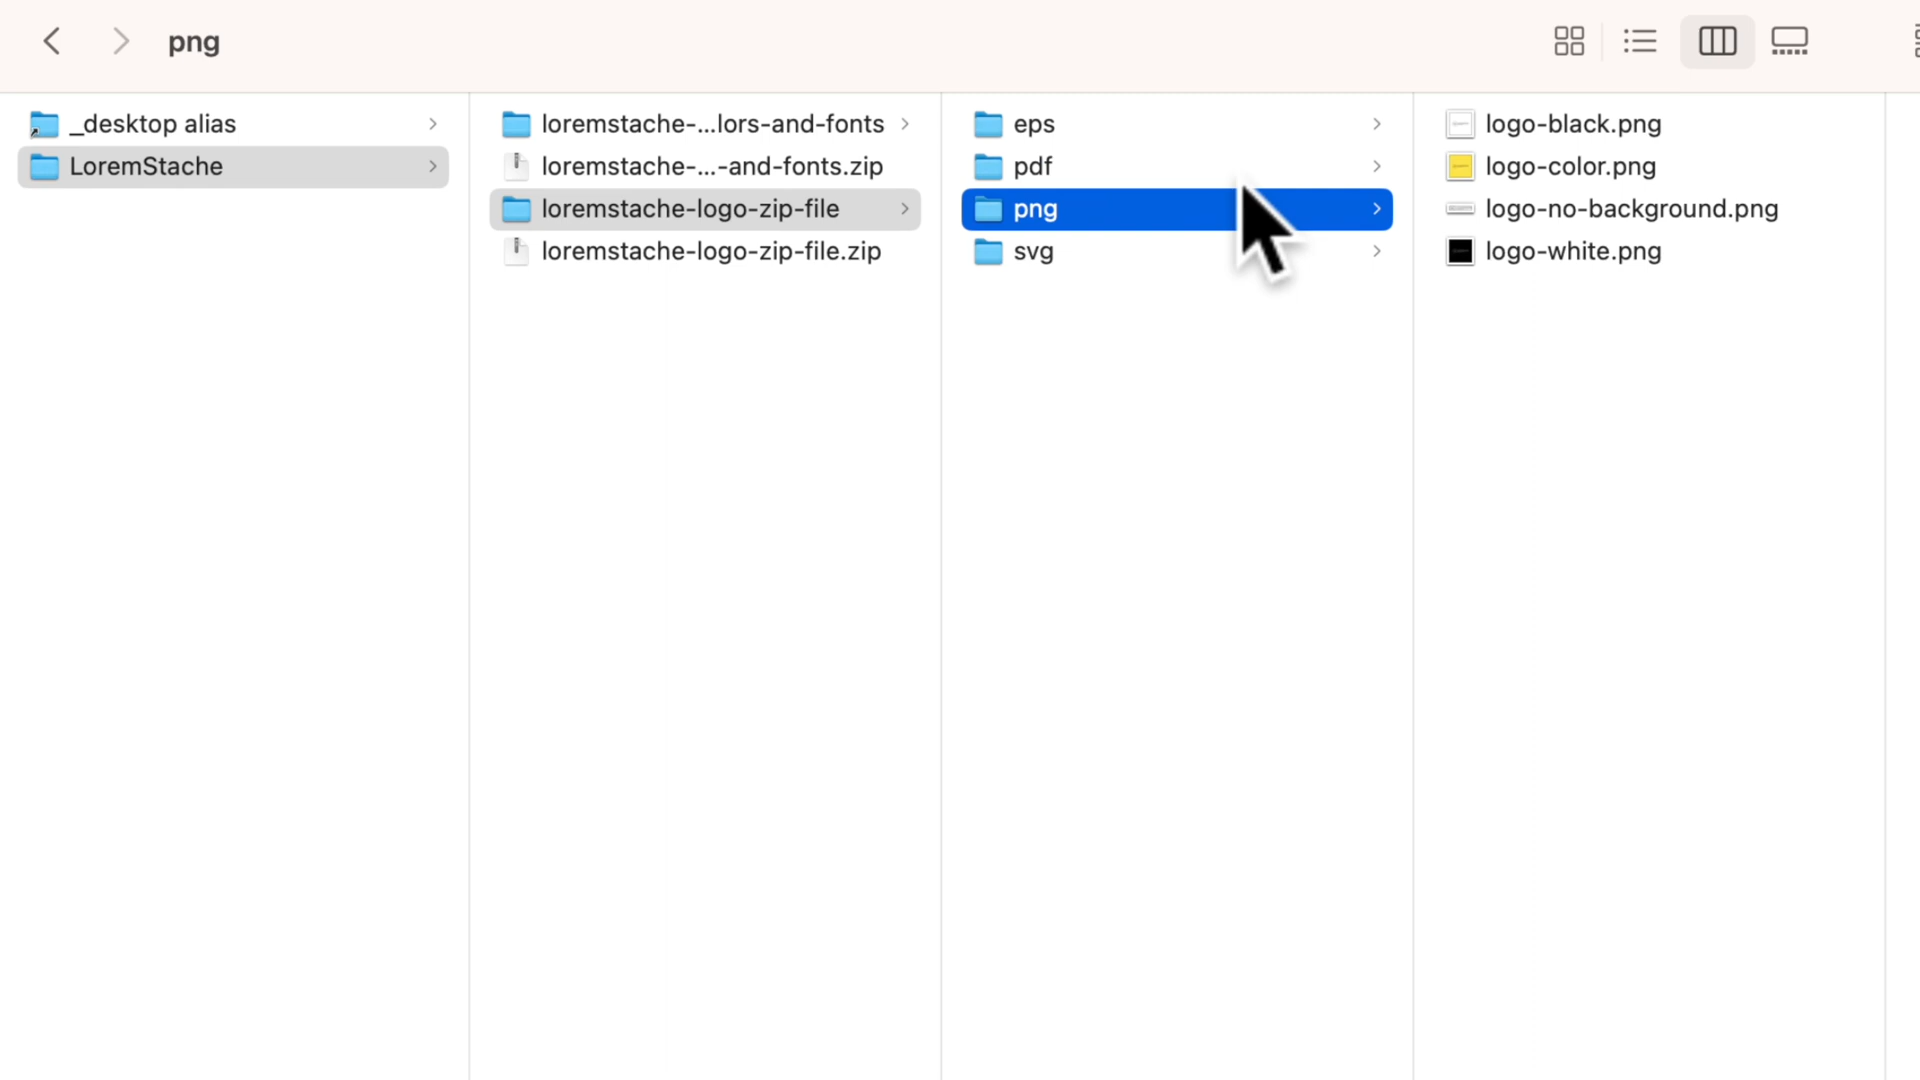 png
_desktop alias
LoremStache
loremstache-...lors-and-fonts
loremstache-...-and-fonts.zip
loremstache-logo-zip-file
loremstache-logo-zip-file.zip
eps
pdf
png
svg
logo-black.png
logo-color.png
logo-no-background.png
logo-white.png